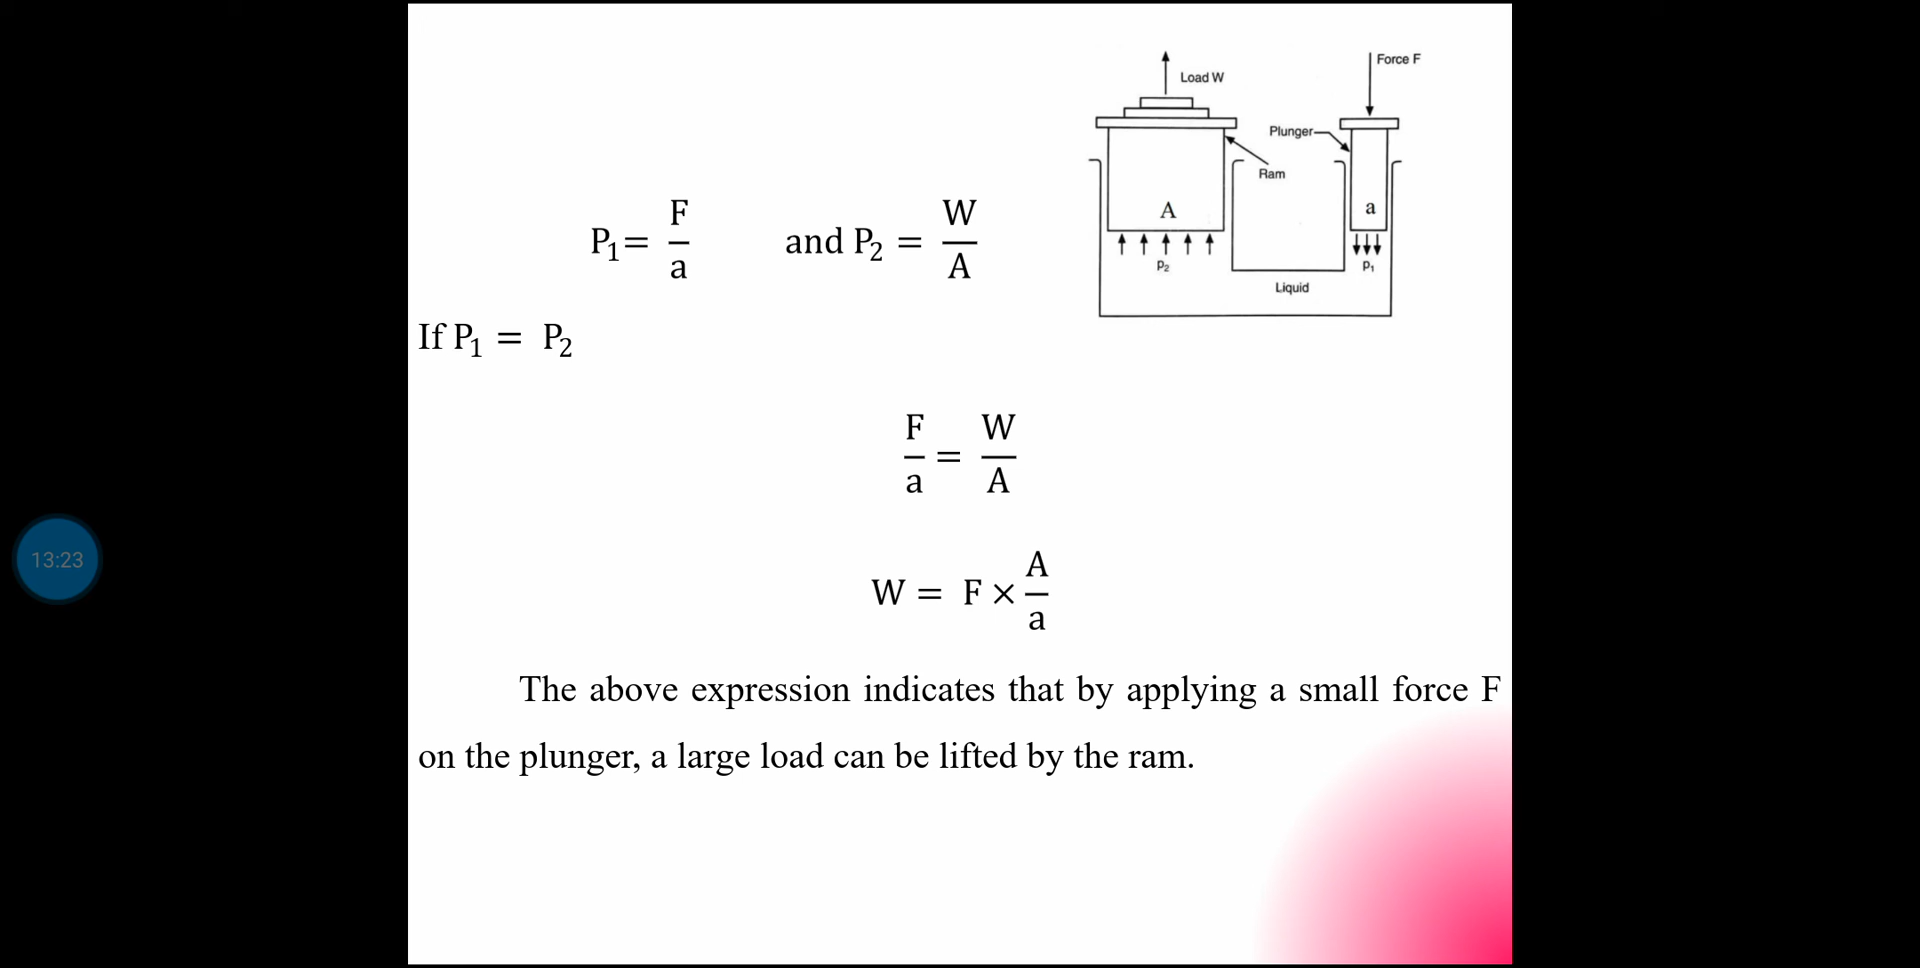 Load W
Force F
Plunger
Ram
A
a
P₂
P₁
Liquid
P₁ = F/a and P₂ = W/A
If P₁ = P₂
F/a = W/A
W = F × A/a
The above expression indicates that by applying a small force F
on the plunger, a large load can be lifted by the ram.
13:23